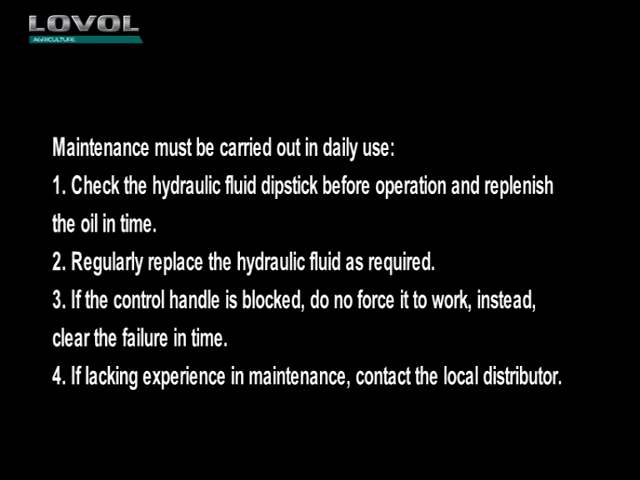 LOVOL
AGRICULTURE
Maintenance must be carried out in daily use:
1. Check the hydraulic fluid dipstick before operation and replenish
the oil in time.
2. Regularly replace the hydraulic fluid as required.
3. If the control handle is blocked, do no force it to work, instead,
clear the failure in time.
4. If lacking experience in maintenance, contact the local distributor.